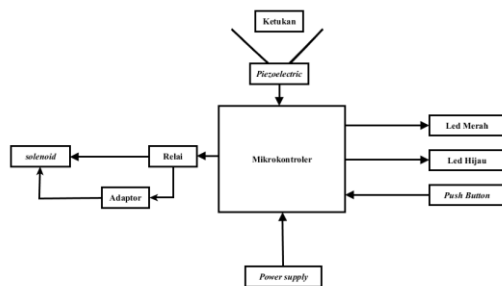 Ketukan
Piezoelectric
Led Merah
solenoid
Relai
Mikrokontroler
Led Hijau
Adaptor
Push Button
Power supply